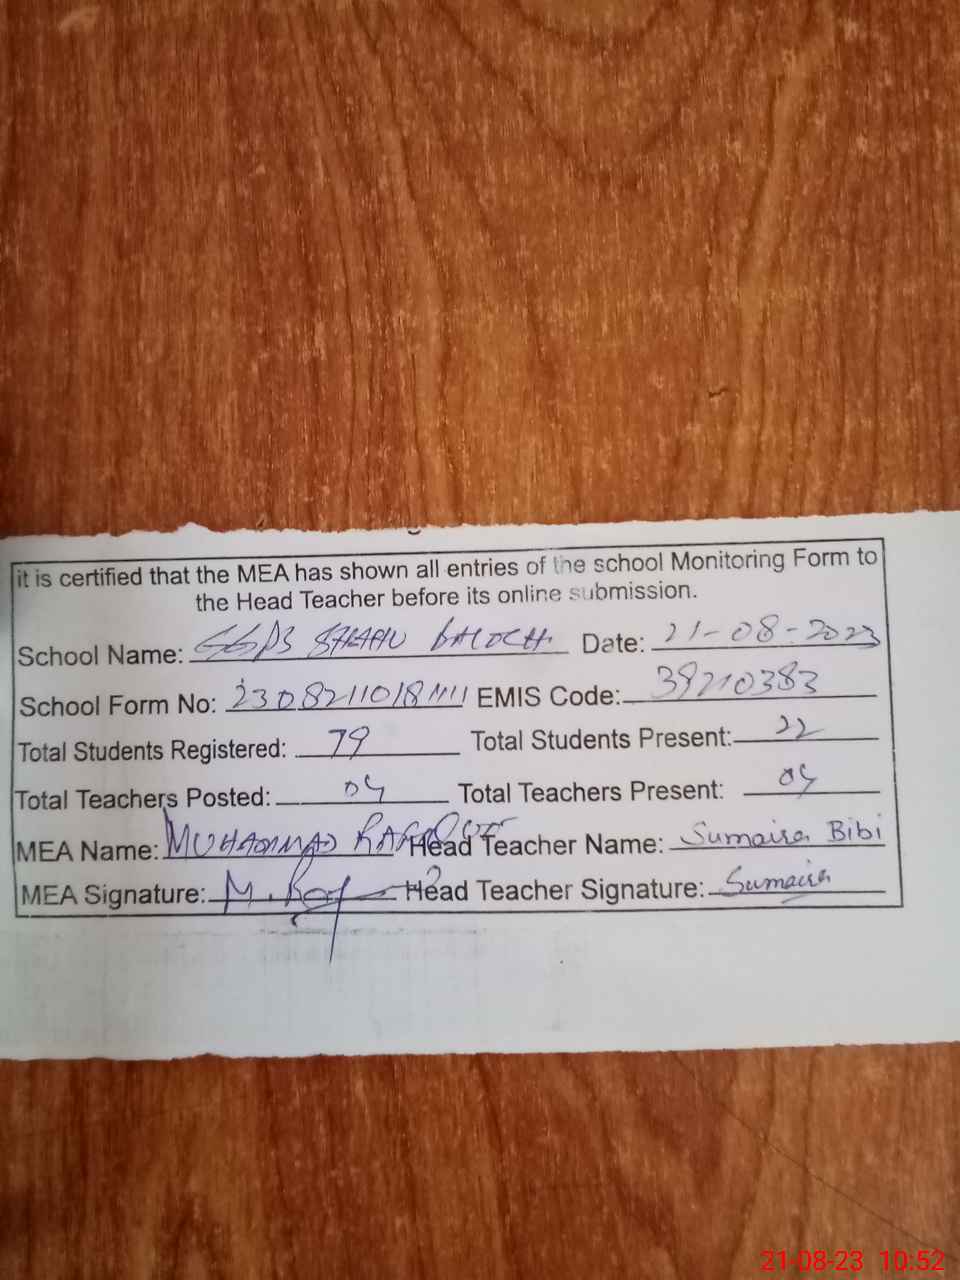 it is certified that the MEA has shown all entries of the school Monitoring Form to
the Head Teacher before its online submission.
School Name: GGPS BALOCH Date: 21-08-2023
School Form No: EMIS Code: 39210383
Total Students Registered: 79 Total Students Present: 22
Total Teachers Posted: 04 Total Teachers Present: 04
MEA Name: MUHAMMAD Head Teacher Name: Sumaira Bibi
MEA Signature: M. Head Teacher Signature: Sumaira
21-08-23 10:52